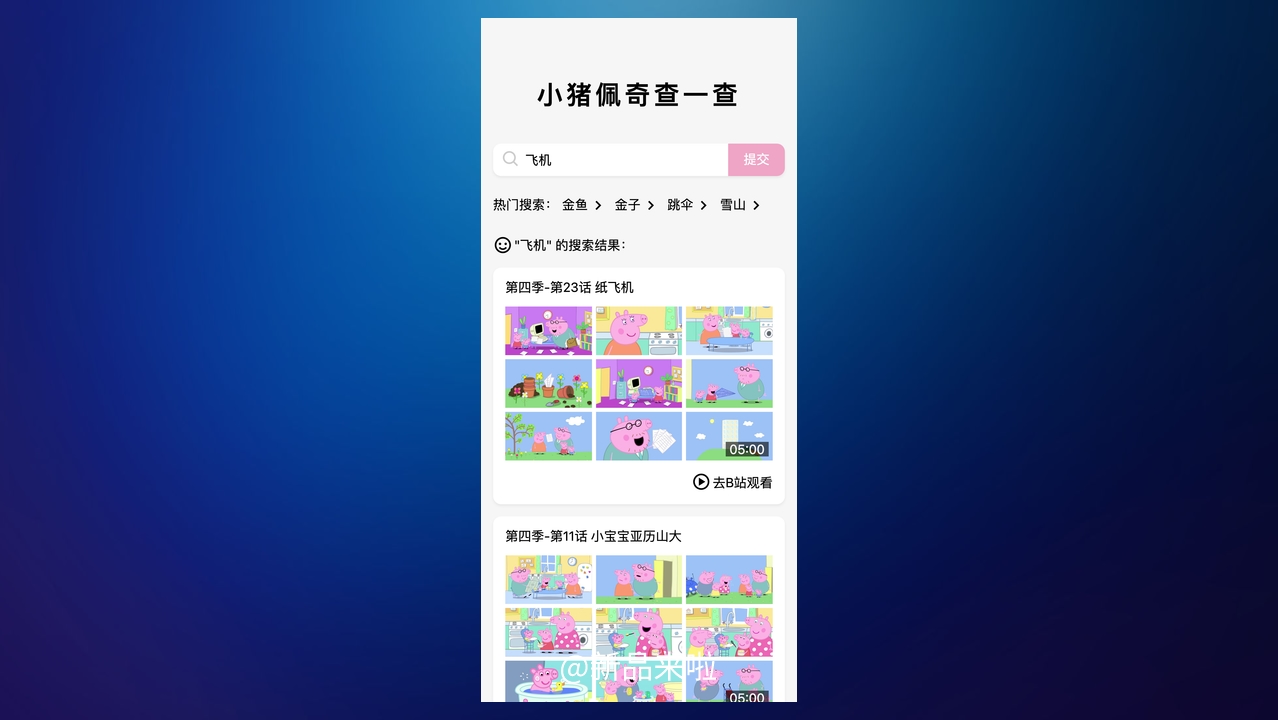 小猪佩奇查一查
飞机
提交
热门搜索： 金鱼 金子 跳伞 雪山
"飞机" 的搜索结果：
第四季-第23话 纸飞机
05:00
去B站观看
第四季-第11话 小宝宝亚历山大
@新品来啦
05:00